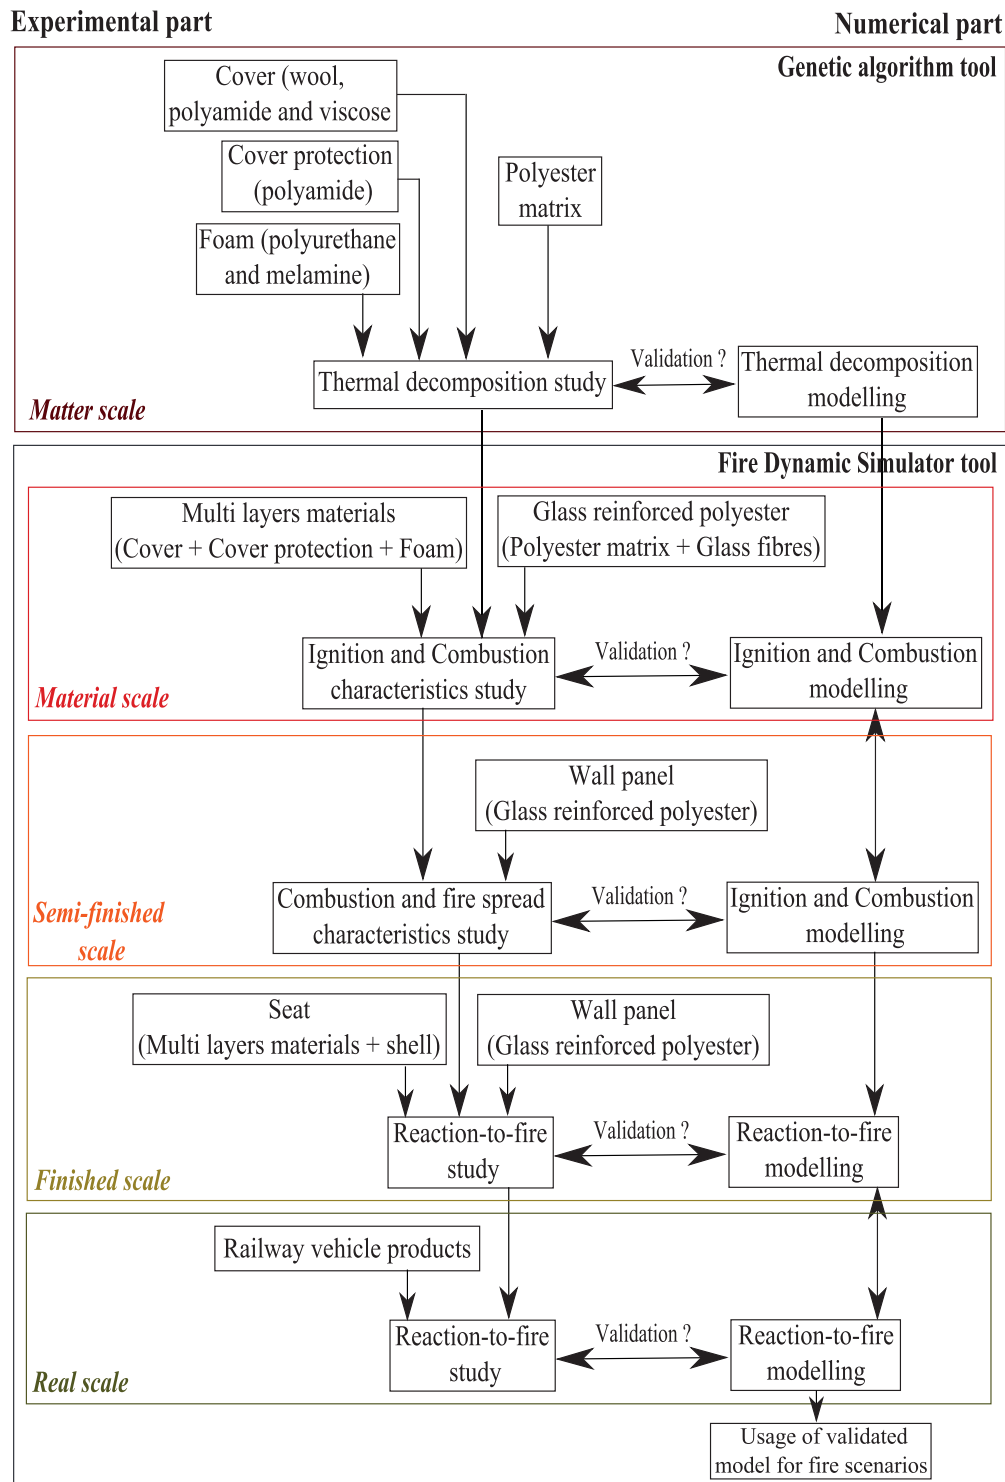 Experimental part
Numerical part
Genetic algorithm tool
Cover (wool,
polyamide and viscose
Cover protection
(polyamide)
Polyester
matrix
Foam (polyurethane
and melamine)
Thermal decomposition study
Validation ?
Thermal decomposition
modelling
Matter scale
Fire Dynamic Simulator tool
Multi layers materials
(Cover + Cover protection + Foam)
Glass reinforced polyester
(Polyester matrix + Glass fibres)
Ignition and Combustion
characteristics study
Validation ?
Ignition and Combustion
modelling
Material scale
Wall panel
(Glass reinforced polyester)
Combustion and fire spread
characteristics study
Validation ?
Ignition and Combustion
modelling
Semi-finished
scale
Seat
(Multi layers materials + shell)
Wall panel
(Glass reinforced polyester)
Reaction-to-fire
study
Validation ?
Reaction-to-fire
modelling
Finished scale
Railway vehicle products
Reaction-to-fire
study
Validation ?
Reaction-to-fire
modelling
Real scale
Usage of validated
model for fire scenarios